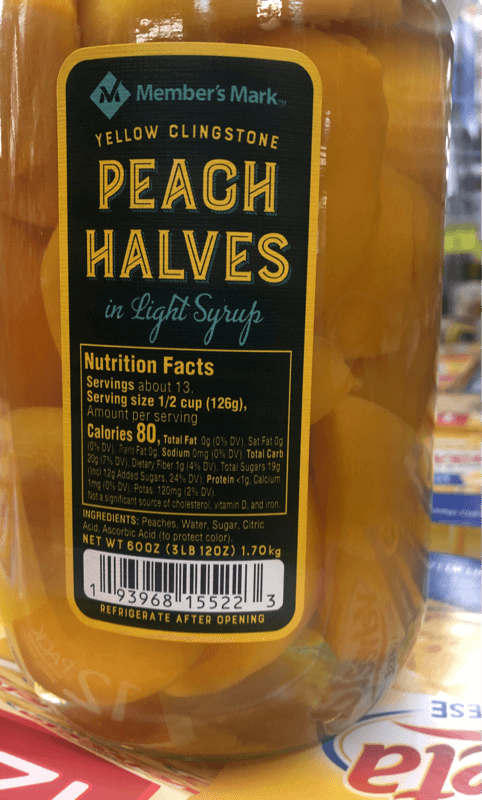 Member's Mark™
YELLOW CLINGSTONE
PEACH
HALVES
in Light Syrup
Nutrition Facts
Servings about 13,
Serving size 1/2 cup (126g),
Amount per serving
Calories 80, Total Fat 0g (0% DV), Sat Fat 0g
(0% DV), Trans Fat 0g, Sodium 0mg (0% DV), Total Carb
20g (7% DV), Dietary Fiber 1g (4% DV), Total Sugars 19g
(Incl 12g Added Sugars, 24% DV), Protein <1g, Calcium
1mg (0% DV), Potas. 120mg (2% DV).
Not a significant source of cholesterol, vitamin D, and iron.
INGREDIENTS: Peaches, Water, Sugar, Citric
Acid, Ascorbic Acid (to protect color).
NET WT 60OZ (3LB 12OZ) 1.70kg
1 93968 15522 3
REFRIGERATE AFTER OPENING
PACK
12
ESE
eta